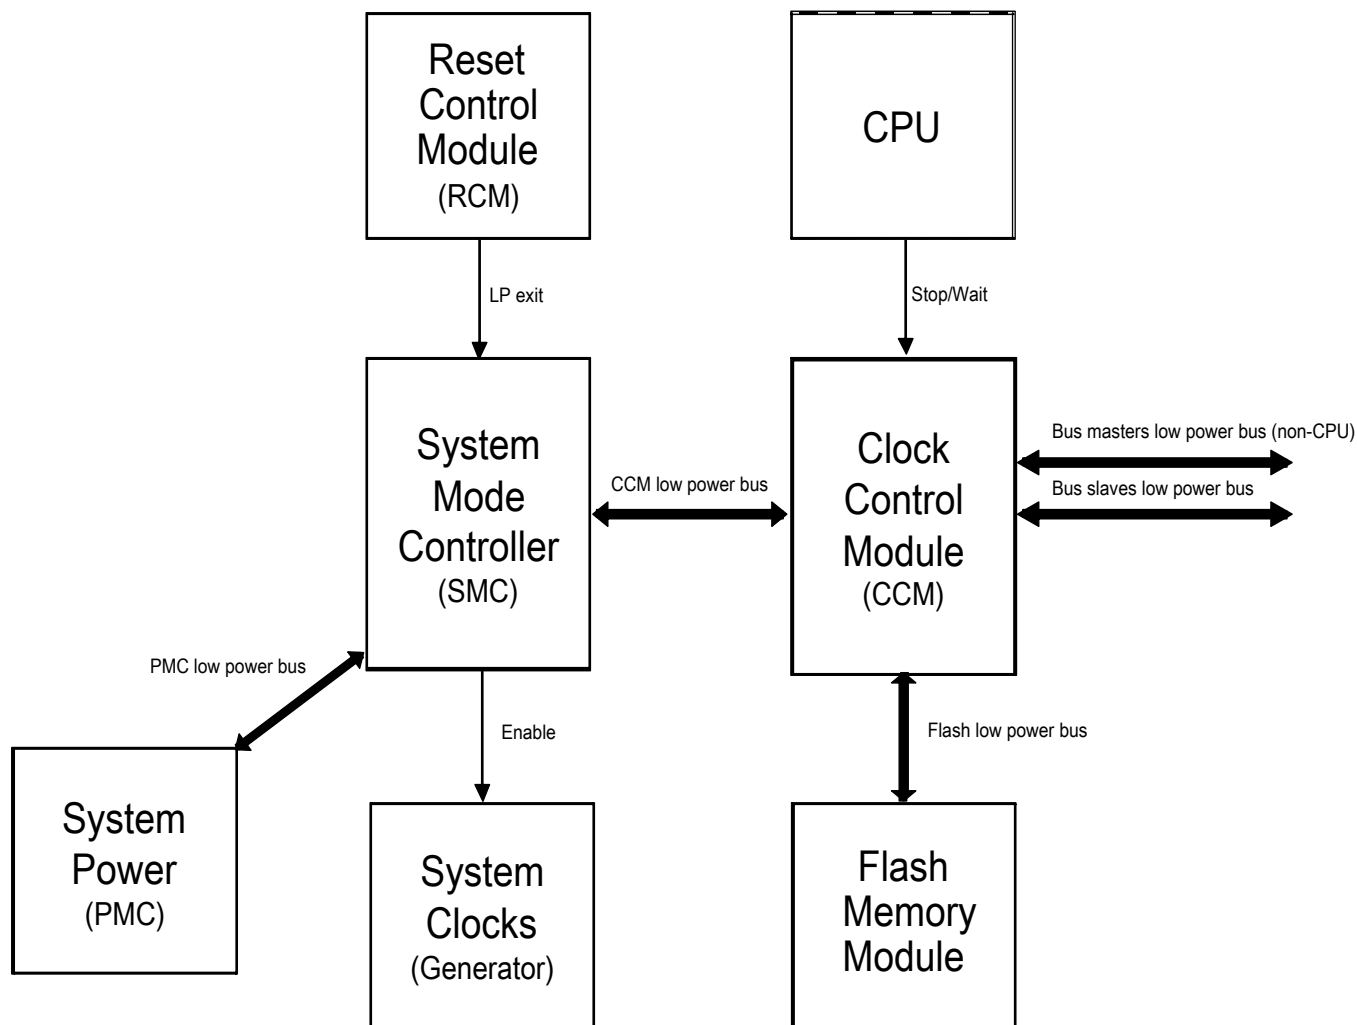 Reset
Control
Module
(RCM)
CPU
LP exit
Stop/Wait
System
Mode
Controller
(SMC)
CCM low power bus
Clock
Control
Module
(CCM)
Bus masters low power bus (non-CPU)
Bus slaves low power bus
PMC low power bus
Enable
Flash low power bus
System
Power
(PMC)
System
Clocks
(Generator)
Flash
Memory
Module